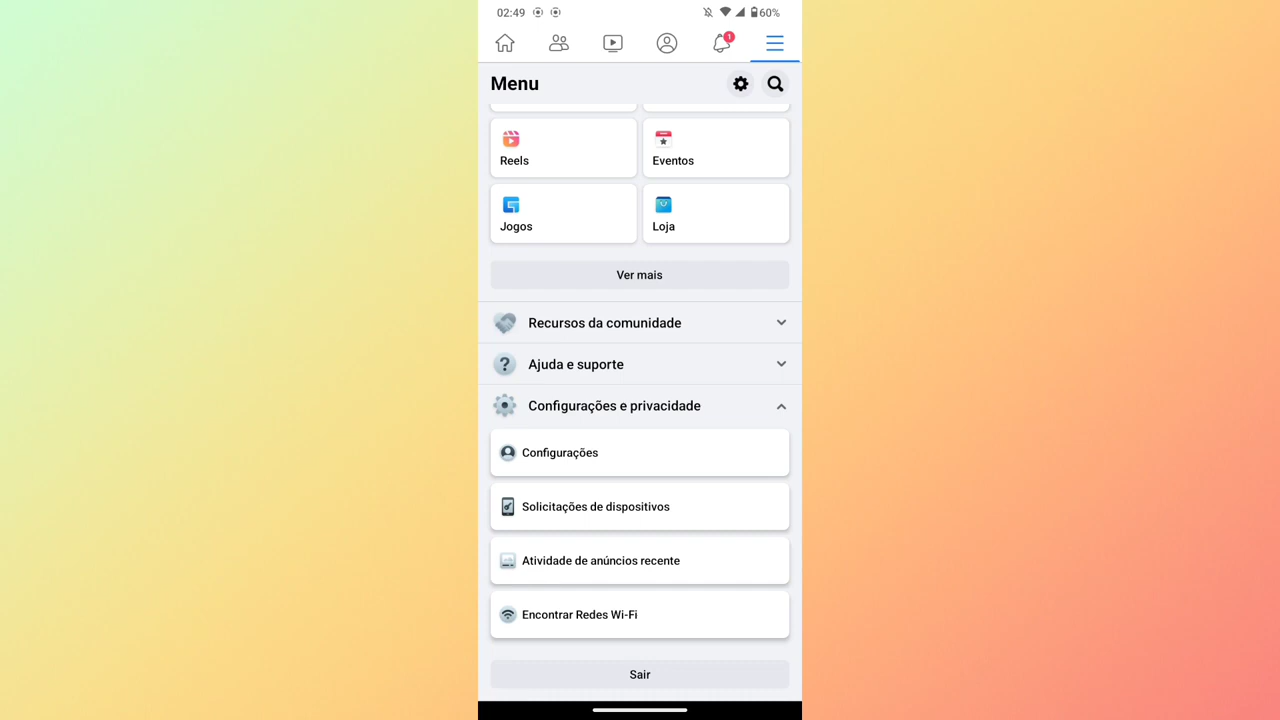 02:49
60%
1
Menu
Reels
Eventos
Jogos
Loja
Ver mais
Recursos da comunidade
Ajuda e suporte
Configurações e privacidade
Configurações
Solicitações de dispositivos
Atividade de anúncios recente
Encontrar Redes Wi-Fi
Sair